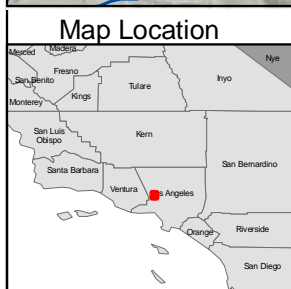 Map Location
Merced
Madera
Nye
Fresno
Inyo
San Benito
Tulare
Kings
Monterey
San Luis
Obispo
Kern
San Bernardino
Santa Barbara
Ventura
s Angeles
Orange
Riverside
San Diego